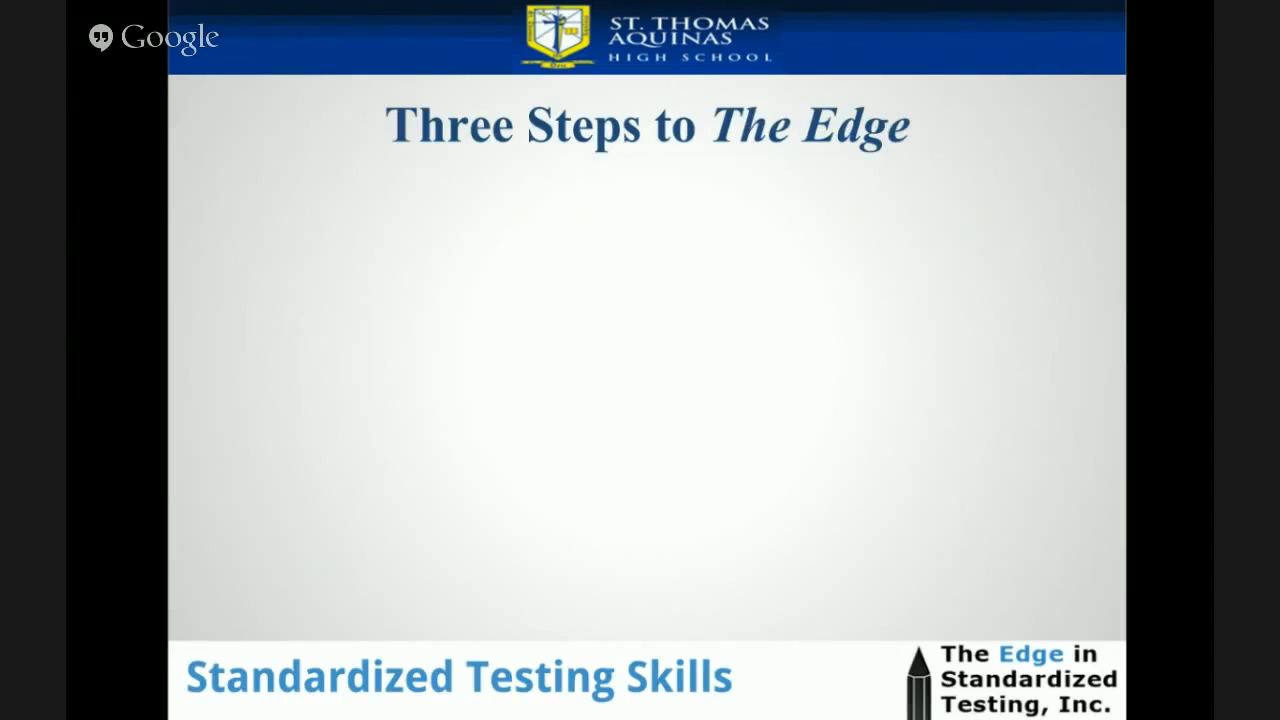 Google
ST. THOMAS
AQUINAS
HIGH SCHOOL
Three Steps to The Edge
Standardized Testing Skills
The Edge in
Standardized
Testing, Inc.